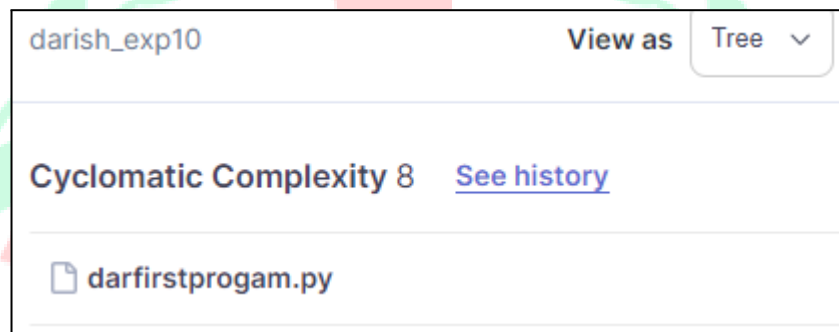 darish_exp10 View as Tree
Cyclomatic Complexity 8 See history
darfirstprogam.py